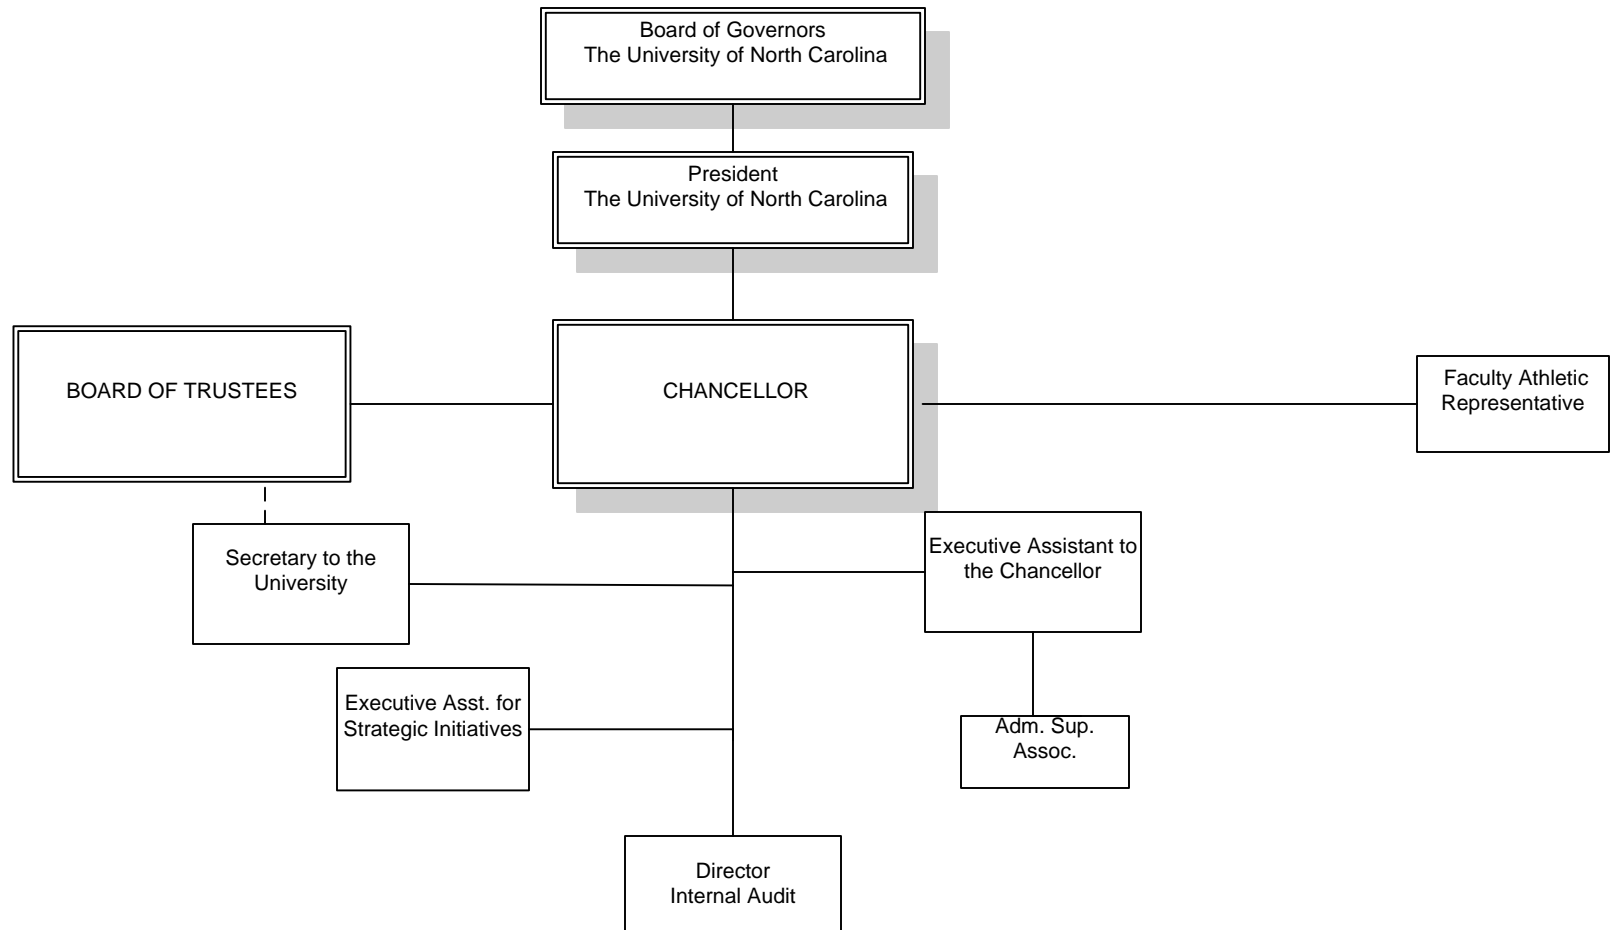 Board of Governors
The University of North Carolina
President
The University of North Carolina
BOARD OF TRUSTEES
CHANCELLOR
Faculty Athletic
Representative
Secretary to the
University
Executive Assistant to
the Chancellor
Executive Asst. for
Strategic Initiatives
Adm. Sup.
Assoc.
Director
Internal Audit